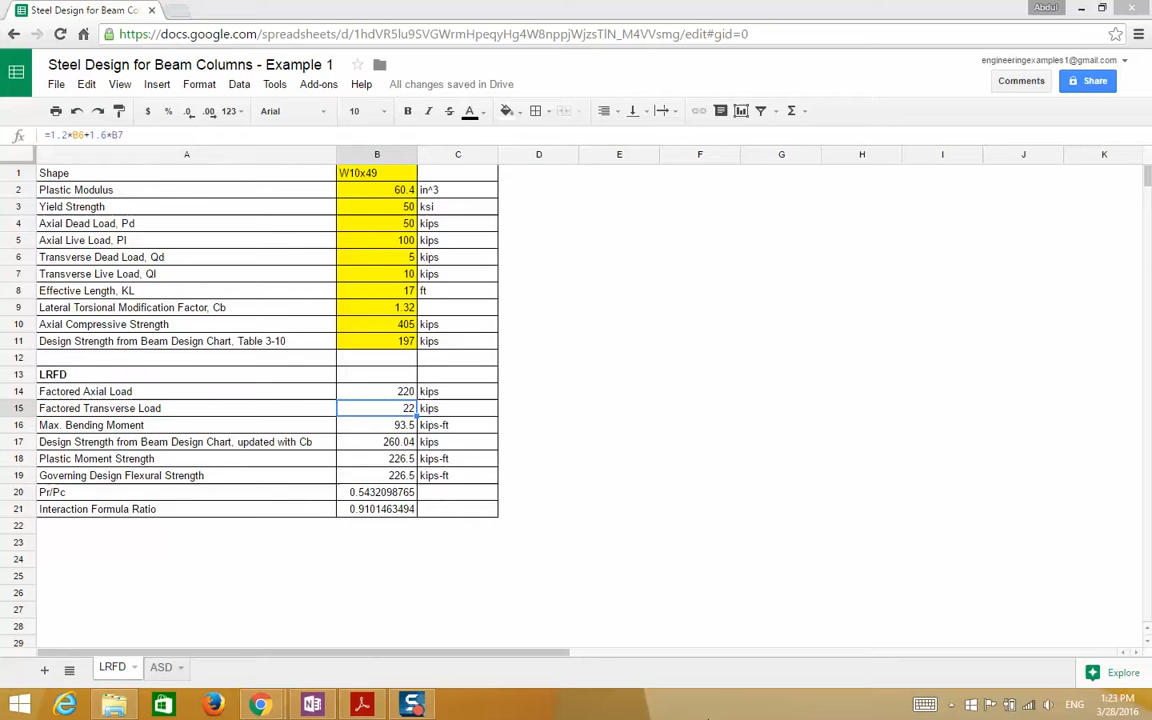 Steel Design for Beam Co
Abdul
https://docs.google.com/spreadsheets/d/1hdVR5lu9SVGWrmHpeqyHg4W8nppjWjzsTlN_M4VVsmg/edit#gid=0
Steel Design for Beam Columns - Example 1
engineeringexamples1@gmail.com
File Edit View Insert Format Data Tools Add-ons Help All changes saved in Drive
Comments Share
$ % .0 .00 123 Arial 10 B I S A Σ
fx =1.2*B6+1.6*B7
A B C D E F G H I J K
1 Shape W10x49
2 Plastic Modulus 60.4 in^3
3 Yield Strength 50 ksi
4 Axial Dead Load, Pd 50 kips
5 Axial Live Load, Pl 100 kips
6 Transverse Dead Load, Qd 5 kips
7 Transverse Live Load, Ql 10 kips
8 Effective Length, KL 17 ft
9 Lateral Torsional Modification Factor, Cb 1.32
10 Axial Compressive Strength 405 kips
11 Design Strength from Beam Design Chart, Table 3-10 197 kips
12
13 LRFD
14 Factored Axial Load 220 kips
15 Factored Transverse Load 22 kips
16 Max. Bending Moment 93.5 kips-ft
17 Design Strength from Beam Design Chart, updated with Cb 260.04 kips
18 Plastic Moment Strength 226.5 kips-ft
19 Governing Design Flexural Strength 226.5 kips-ft
20 Pr/Pc 0.5432098765
21 Interaction Formula Ratio 0.9101463494
22
23
24
25
26
27
28
29
LRFD ASD Explore
ENG 1:23 PM
3/28/2016